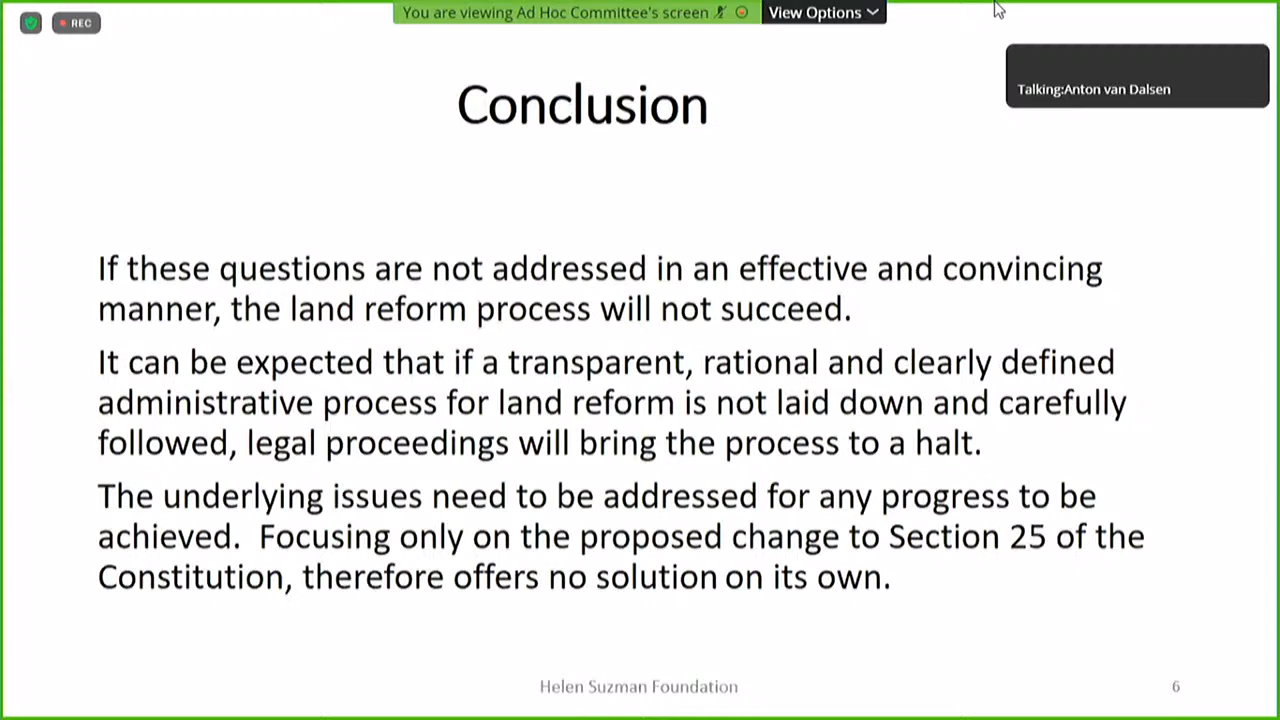 REC
You are viewing Ad Hoc Committee's screen
View Options
Talking:Anton van Dalsen
Conclusion
If these questions are not addressed in an effective and convincing
manner, the land reform process will not succeed.
It can be expected that if a transparent, rational and clearly defined
administrative process for land reform is not laid down and carefully
followed, legal proceedings will bring the process to a halt.
The underlying issues need to be addressed for any progress to be
achieved.  Focusing only on the proposed change to Section 25 of the
Constitution, therefore offers no solution on its own.
Helen Suzman Foundation
6